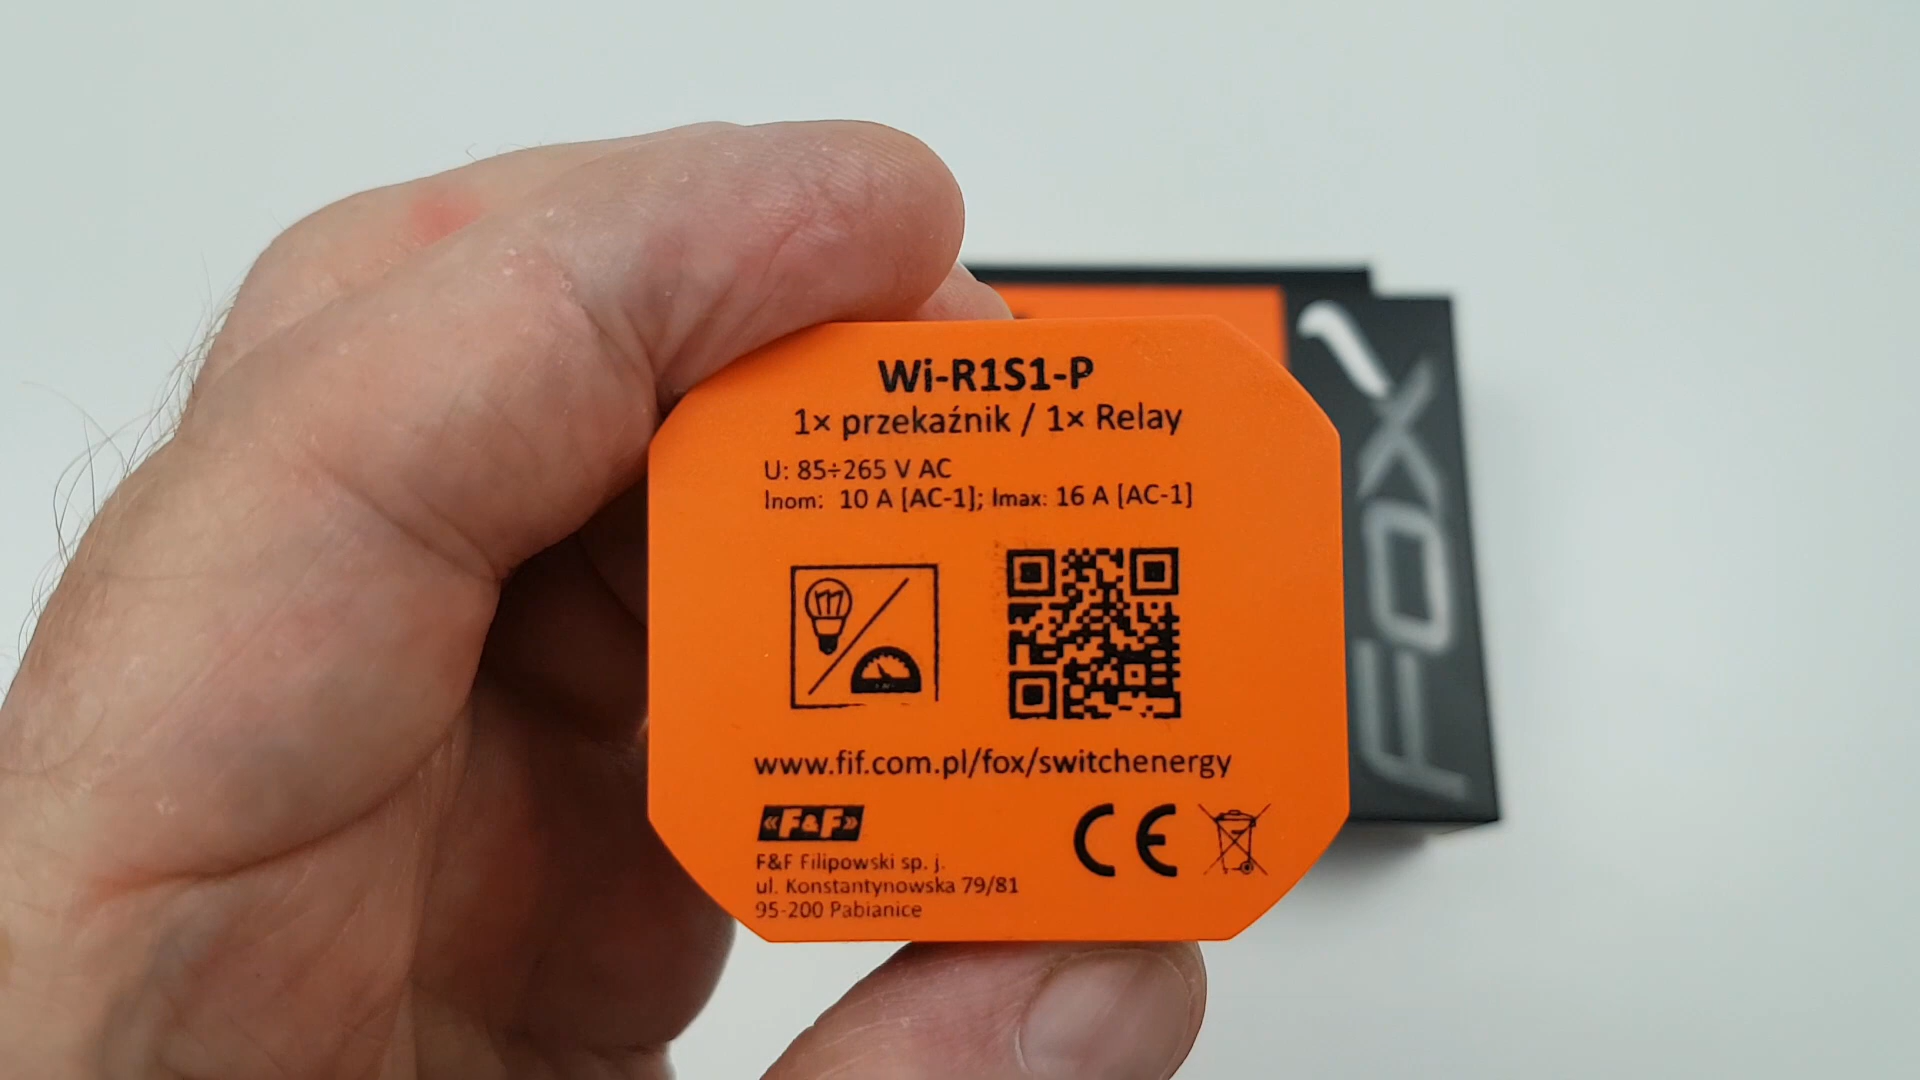 Wi-R1S1-P
1× przekaźnik / 1× Relay
U: 85÷265 V AC
Inom: 10 A [AC-1]; Imax: 16 A [AC-1]
www.fif.com.pl/fox/switchenergy
«F&F»
F&F Filipowski sp. j.
ul. Konstantynowska 79/81
95-200 Pabianice
CE
FOX